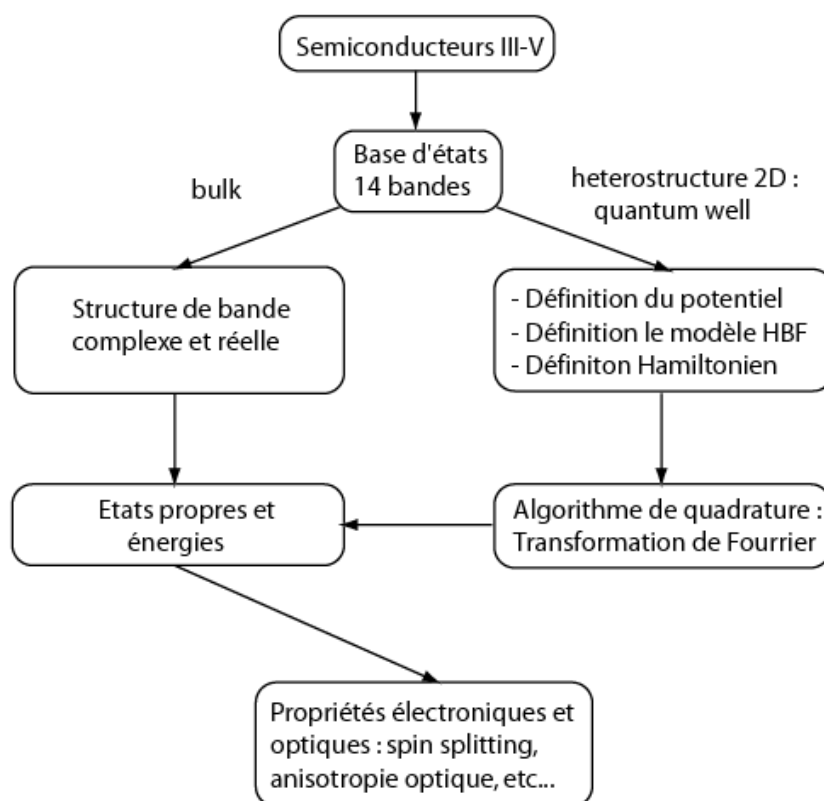 Semiconducteurs III-V
Base d'états
14 bandes
bulk
heterostructure 2D :
quantum well
Structure de bande
complexe et réelle
- Définition du potentiel
- Définition le modèle HBF
- Définiton Hamiltonien
Etats propres et
énergies
Algorithme de quadrature :
Transformation de Fourrier
Propriétés électroniques et
optiques : spin splitting,
anisotropie optique, etc...